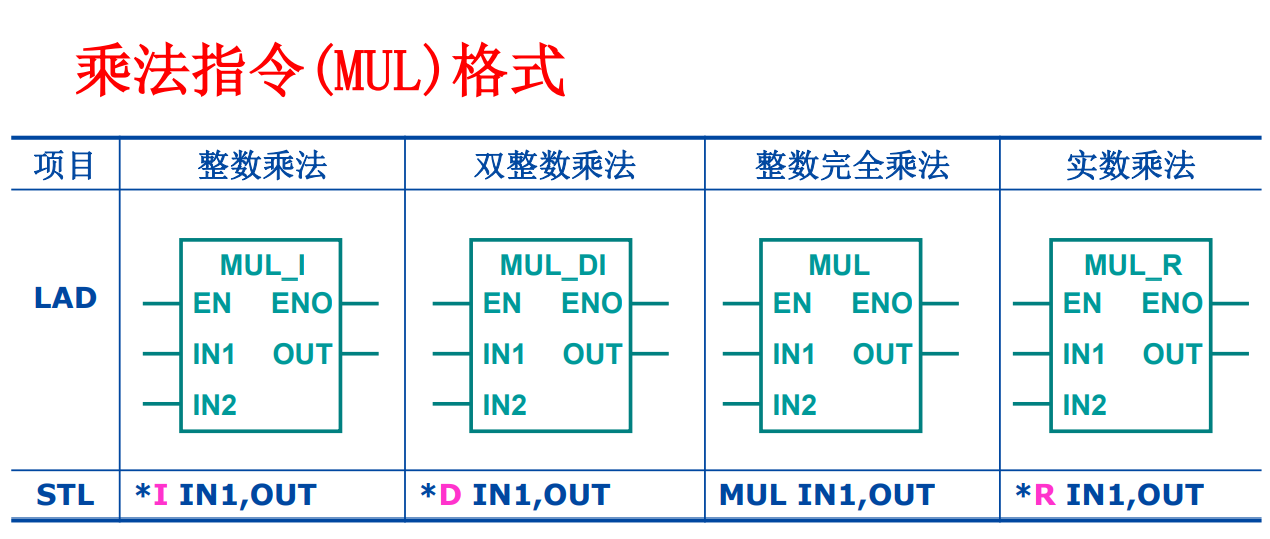 乘法指令(MUL)格式
项目 整数乘法 双整数乘法 整数完全乘法 实数乘法
LAD
MUL_I MUL_DI MUL MUL_R
EN ENO EN ENO EN ENO EN ENO
IN1 OUT IN1 OUT IN1 OUT IN1 OUT
IN2 IN2 IN2 IN2
STL *I IN1,OUT *D IN1,OUT MUL IN1,OUT *R IN1,OUT